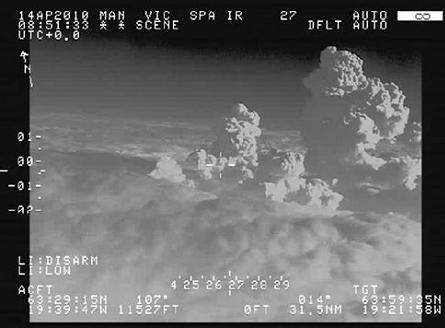 14AP2010 MAN VIC SPA IR 27 AUTO ∞
08:51:33 * * SCENE DFLT AUTO
UTC+0.0
N
01-
00-
-01-
-02-
LI:DISARM
LI:LOW
4 25 26 27 28 29
ACFT TGT
63:29:15N 107° 014° 63:59:35N
19:39:47W 11527FT 0FT 31.5NM 19:21:58W